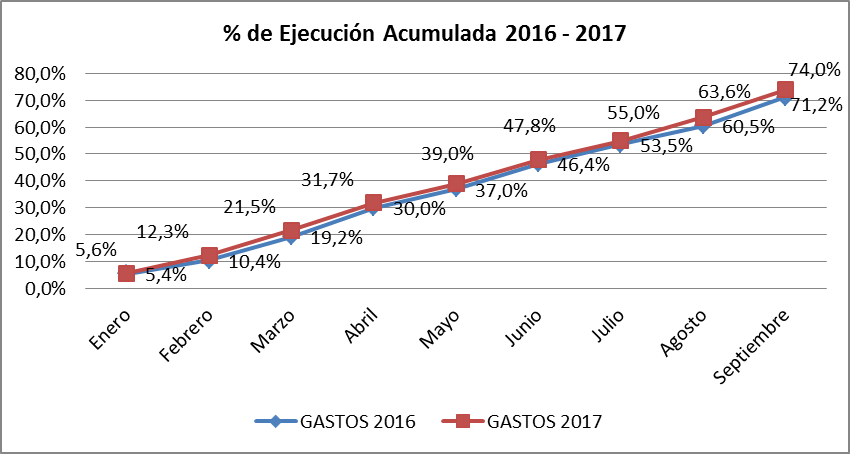 % de Ejecución Acumulada 2016 - 2017
80,0%
70,0%
60,0%
50,0%
40,0%
30,0%
20,0%
10,0%
0,0%
5,6%
12,3%
21,5%
31,7%
39,0%
47,8%
55,0%
63,6%
74,0%
5,4%
10,4%
19,2%
30,0%
37,0%
46,4%
53,5%
60,5%
71,2%
Enero
Febrero
Marzo
Abril
Mayo
Junio
Julio
Agosto
Septiembre
GASTOS 2016
GASTOS 2017